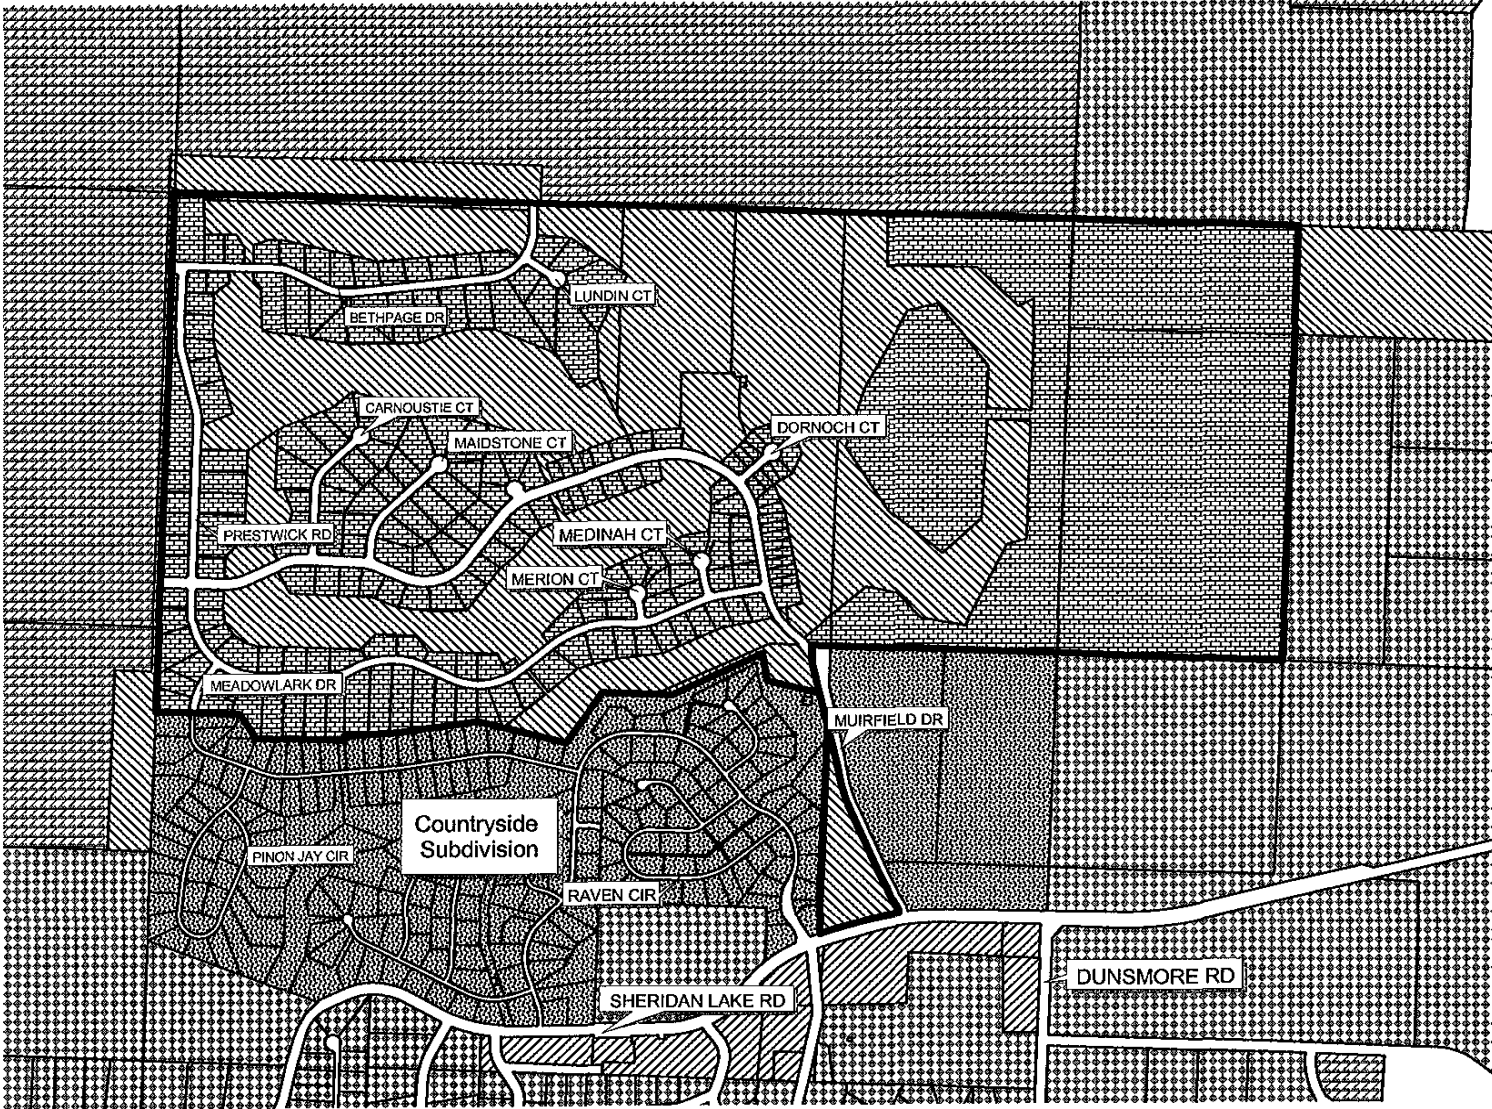 LUNDIN CT
BETHPAGE DR
CARNOUSTIE CT
MAIDSTONE CT
DORNOCH CT
PRESTWICK RD
MEDINAH CT
MERION CT
MEADOWLARK DR
MUIRFIELD DR
Countryside
Subdivision
PINON JAY CIR
RAVEN CIR
SHERIDAN LAKE RD
DUNSMORE RD